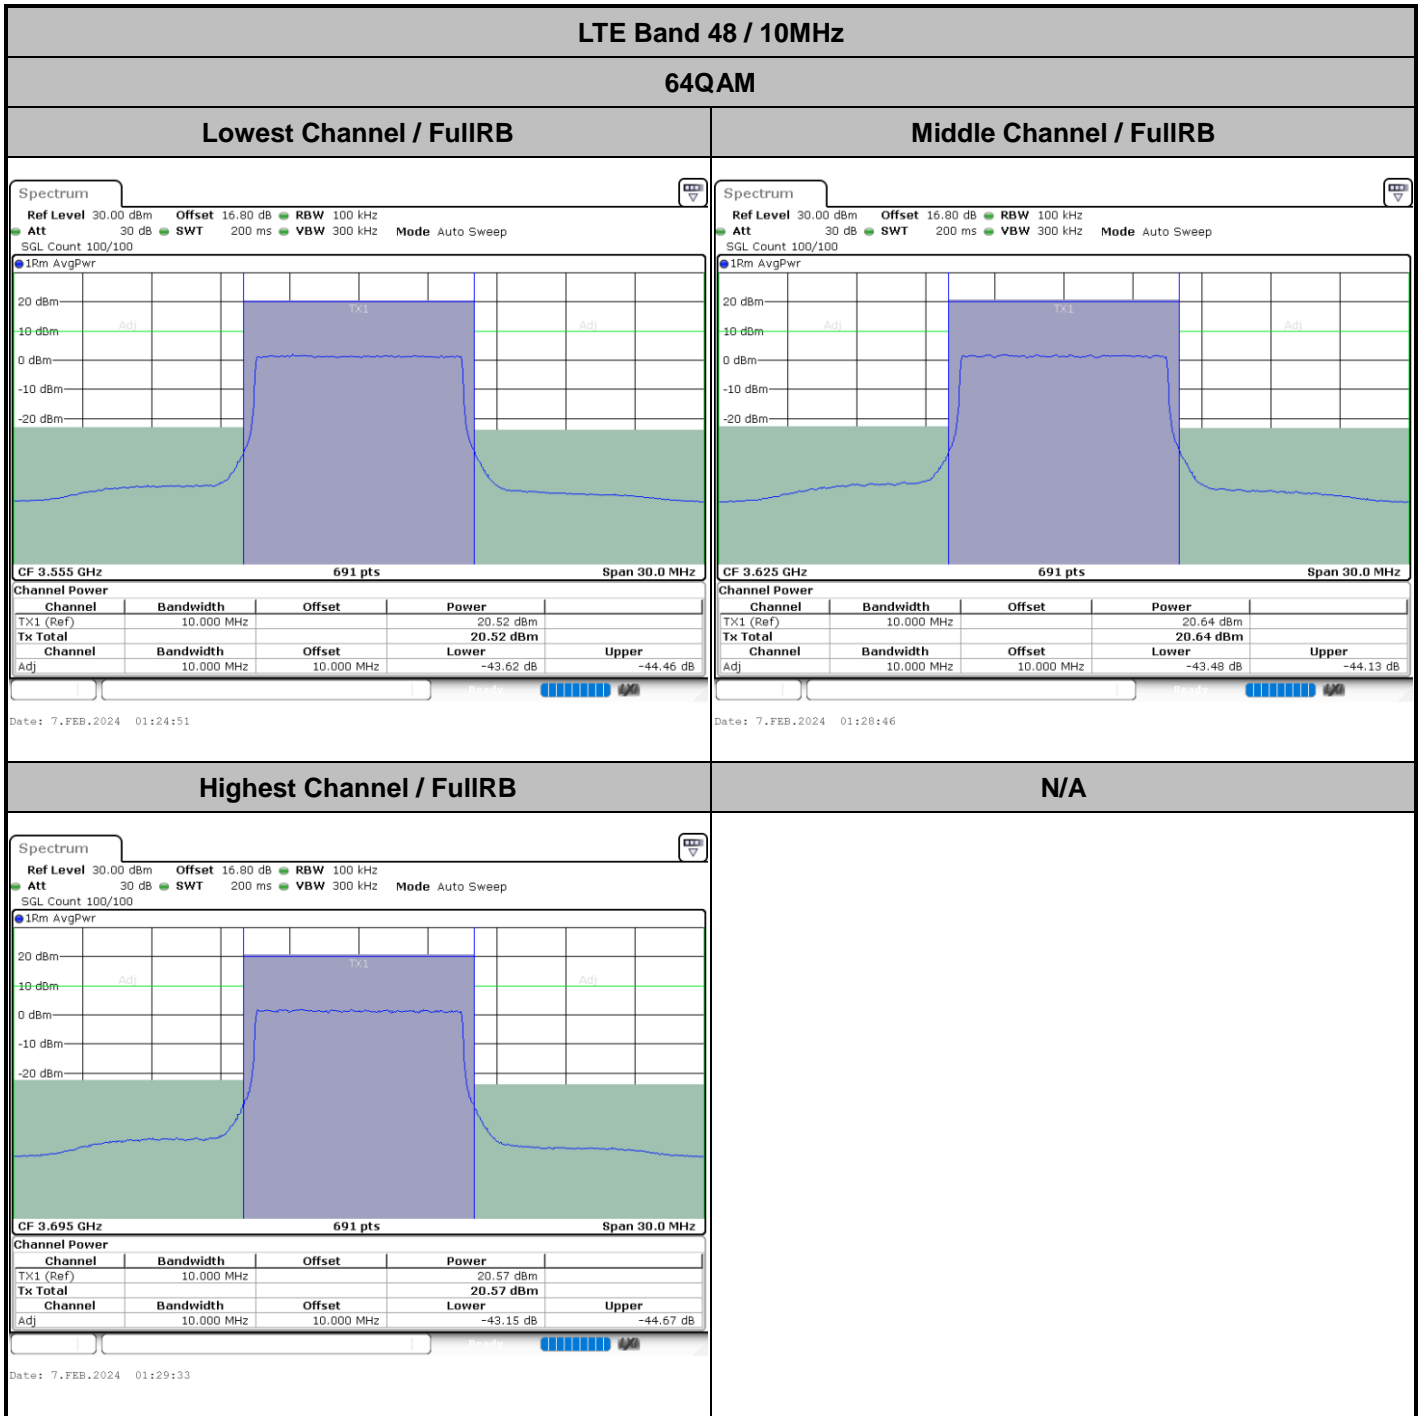 LTE Band 48 / 10MHz
64QAM
Lowest Channel / FullRB
Middle Channel / FullRB
Spectrum
Ref Level 30.00 dBm Offset 16.80 dB RBW 100 kHz
Att 30 dB SWT 200 ms VBW 300 kHz Mode Auto Sweep
SGL Count 100/100
1Rm AvgPwr
20 dBm
TX1
Adj
Adj
10 dBm
0 dBm
-10 dBm
-20 dBm
CF 3.555 GHz 691 pts Span 30.0 MHz
Channel Power
Channel Bandwidth Offset Power
TX1 (Ref) 10.000 MHz 20.52 dBm
Tx Total 20.52 dBm
Channel Bandwidth Offset Lower Upper
Adj 10.000 MHz 10.000 MHz -43.62 dB -44.46 dB
Ready
Date: 7.FEB.2024 01:24:51
Spectrum
Ref Level 30.00 dBm Offset 16.80 dB RBW 100 kHz
Att 30 dB SWT 200 ms VBW 300 kHz Mode Auto Sweep
SGL Count 100/100
1Rm AvgPwr
20 dBm
TX1
Adj
Adj
10 dBm
0 dBm
-10 dBm
-20 dBm
CF 3.625 GHz 691 pts Span 30.0 MHz
Channel Power
Channel Bandwidth Offset Power
TX1 (Ref) 10.000 MHz 20.64 dBm
Tx Total 20.64 dBm
Channel Bandwidth Offset Lower Upper
Adj 10.000 MHz 10.000 MHz -43.48 dB -44.13 dB
Ready
Date: 7.FEB.2024 01:28:46
Highest Channel / FullRB
N/A
Spectrum
Ref Level 30.00 dBm Offset 16.80 dB RBW 100 kHz
Att 30 dB SWT 200 ms VBW 300 kHz Mode Auto Sweep
SGL Count 100/100
1Rm AvgPwr
20 dBm
TX1
Adj
Adj
10 dBm
0 dBm
-10 dBm
-20 dBm
CF 3.695 GHz 691 pts Span 30.0 MHz
Channel Power
Channel Bandwidth Offset Power
TX1 (Ref) 10.000 MHz 20.57 dBm
Tx Total 20.57 dBm
Channel Bandwidth Offset Lower Upper
Adj 10.000 MHz 10.000 MHz -43.15 dB -44.67 dB
Ready
Date: 7.FEB.2024 01:29:33